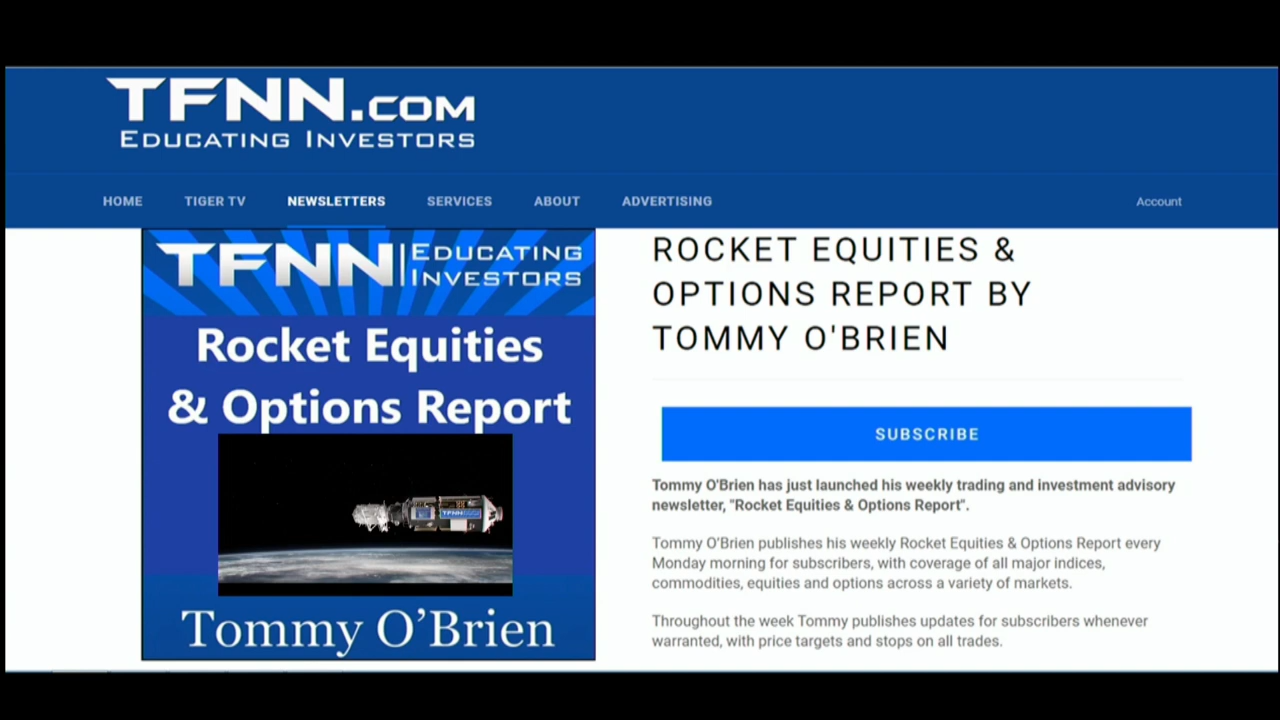 TFNN.COM
EDUCATING INVESTORS
HOME TIGER TV NEWSLETTERS SERVICES ABOUT ADVERTISING Account
TFNN EDUCATING
INVESTORS
Rocket Equities
& Options Report
TFNN
Tommy O’Brien
ROCKET EQUITIES &
OPTIONS REPORT BY
TOMMY O'BRIEN
SUBSCRIBE
Tommy O'Brien has just launched his weekly trading and investment advisory
newsletter, "Rocket Equities & Options Report".
Tommy O'Brien publishes his weekly Rocket Equities & Options Report every
Monday morning for subscribers, with coverage of all major indices,
commodities, equities and options across a variety of markets.
Throughout the week Tommy publishes updates for subscribers whenever
warranted, with price targets and stops on all trades.